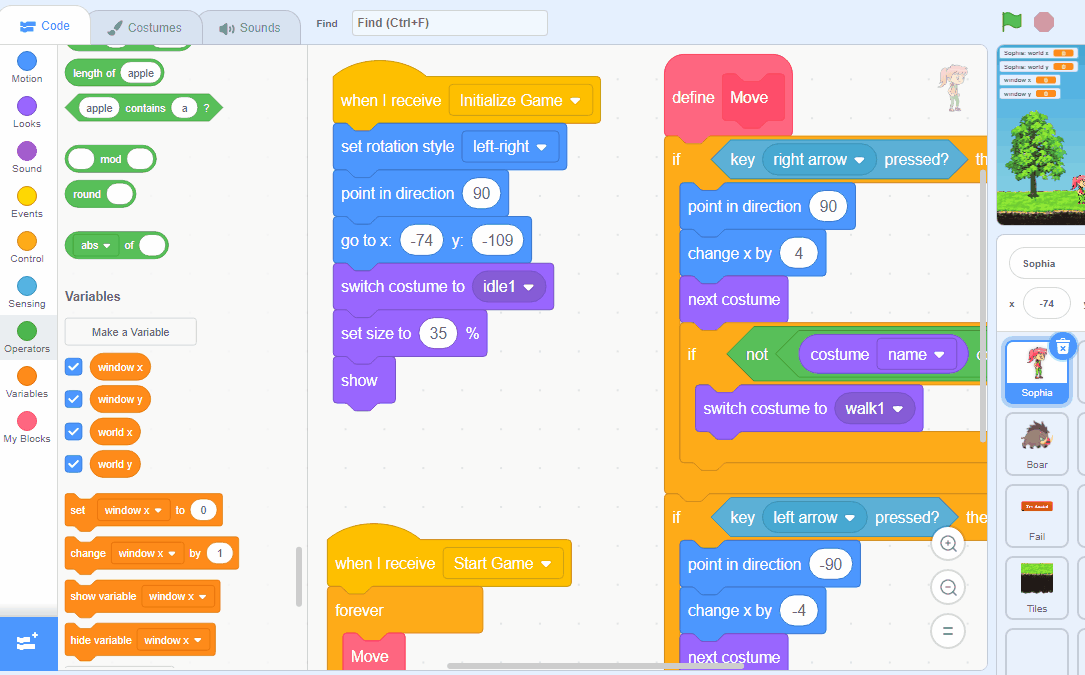 Code
Costumes
Sounds
Find
Find (Ctrl+F)
Motion
Looks
Sound
Events
Control
Sensing
Operators
Variables
My Blocks
length of apple
apple contains a ?
mod
round
abs of
Variables
Make a Variable
window x
window y
world x
world y
set window x to 0
change window x by 1
show variable window x
hide variable window x
when I receive Initialize Game
set rotation style left-right
point in direction 90
go to x: -74 y: -109
switch costume to idle1
set size to 35 %
show
when I receive Start Game
forever
Move
define Move
if key right arrow pressed? th
point in direction 90
change x by 4
next costume
if not costume name
switch costume to walk1
if key left arrow pressed? the
point in direction -90
change x by -4
next costume
Sophia: world x
Sophia: world y
window x
window y
Sophia
x -74
Sophia
Boar
Fail
Tiles